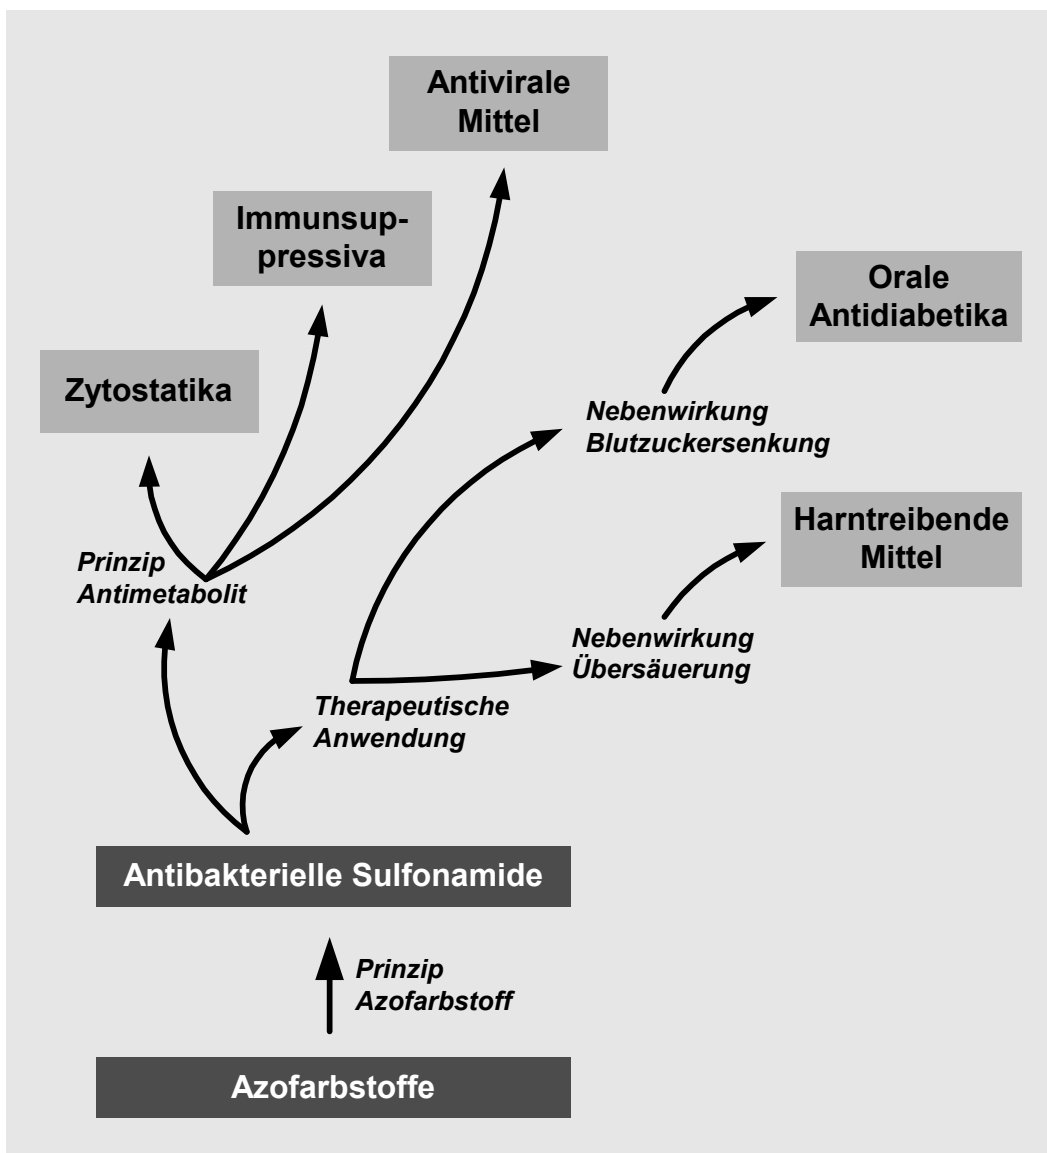 Antivirale
Mittel
Immunsup-
pressiva
Orale
Antidiabetika
Zytostatika
Nebenwirkung
Blutzuckersenkung
Harntreibende
Mittel
Prinzip
Antimetabolit
Nebenwirkung
Übersäuerung
Therapeutische
Anwendung
Antibakterielle Sulfonamide
Prinzip
Azofarbstoff
Azofarbstoffe